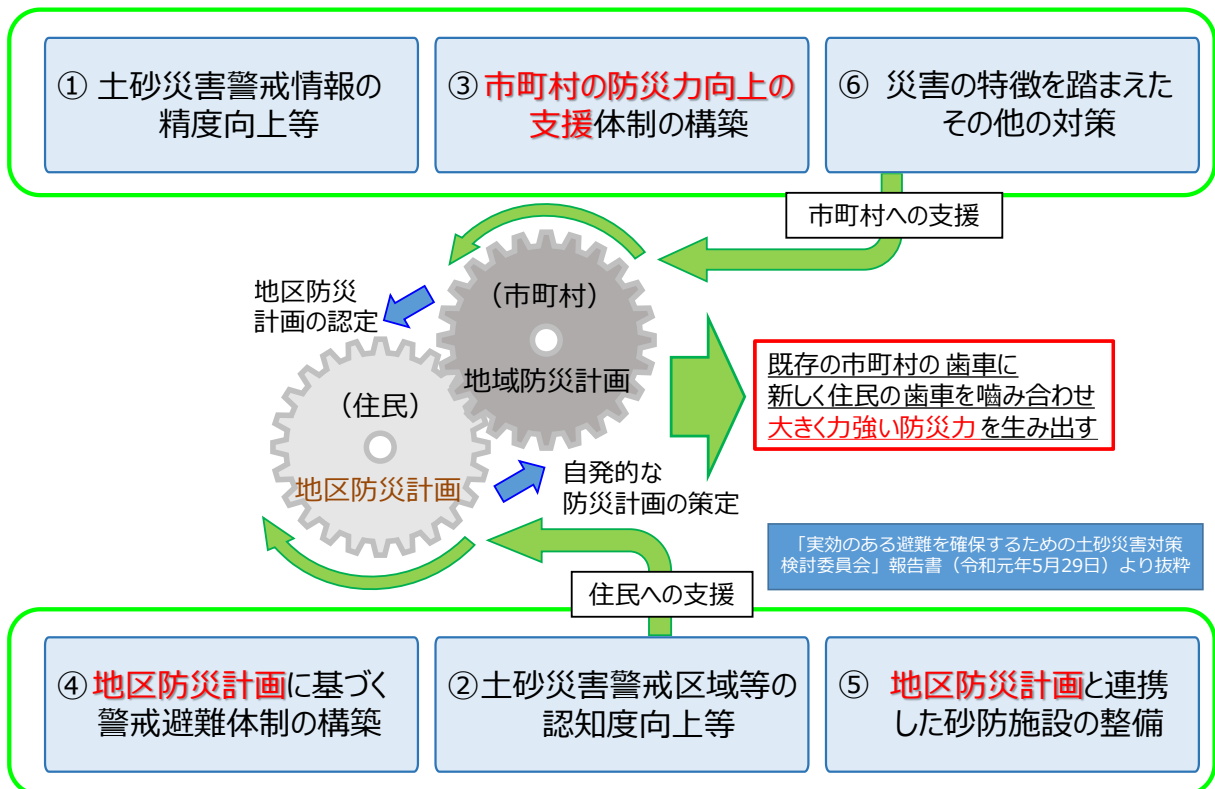 ① 土砂災害警戒情報の
精度向上等
③ 市町村の防災力向上の
支援体制の構築
⑥ 災害の特徴を踏まえた
その他の対策
市町村への支援
地区防災
計画の認定
（市町村）
地域防災計画
（住民）
地区防災計画
自発的な
防災計画の策定
既存の市町村の歯車に
新しく住民の歯車を嚙み合わせ
大きく力強い防災力を生み出す
「実効のある避難を確保するための土砂災害対策
検討委員会」報告書（令和元年5月29日）より抜粋
住民への支援
④ 地区防災計画に基づく
警戒避難体制の構築
② 土砂災害警戒区域等の
認知度向上等
⑤ 地区防災計画と連携
した砂防施設の整備